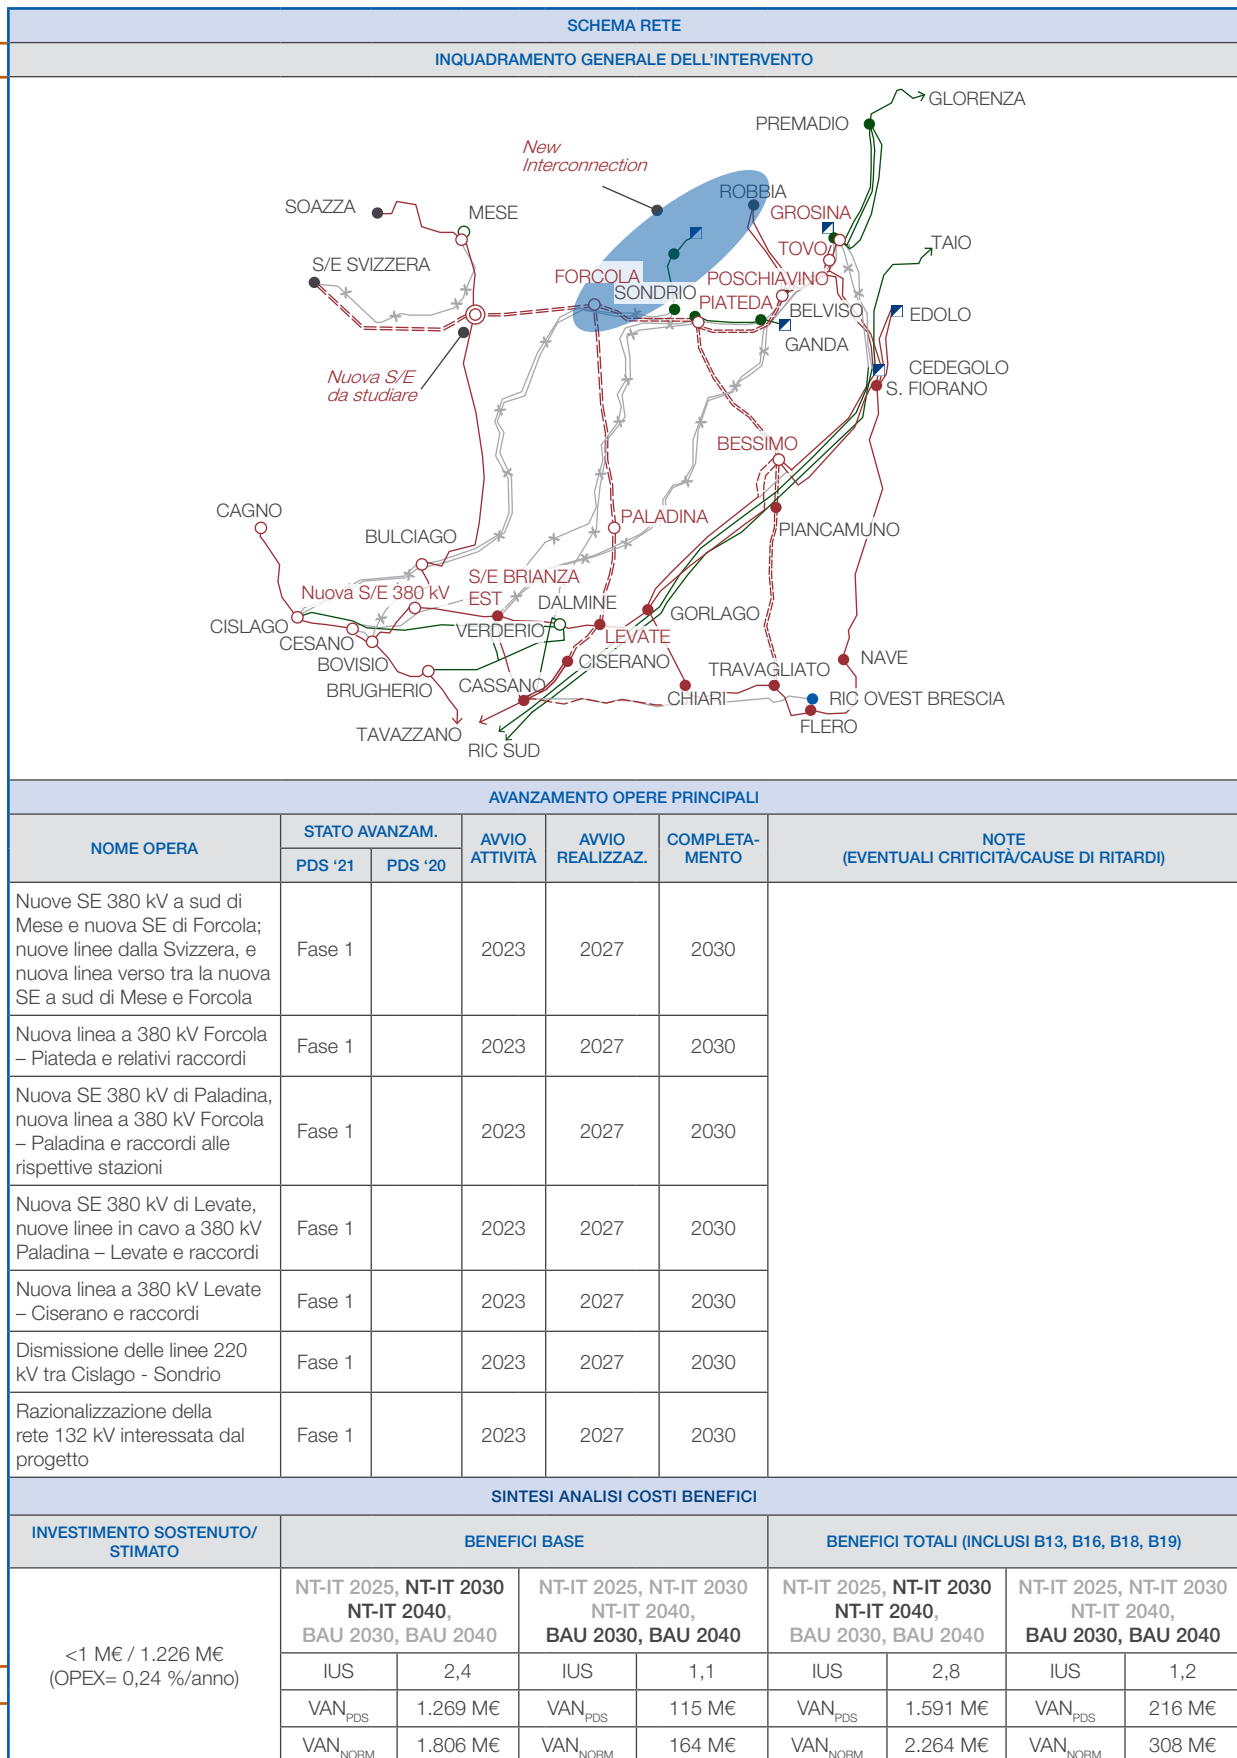 SCHEMA RETE
INQUADRAMENTO GENERALE DELL'INTERVENTO
GLORENZA
PREMADIO
New
Interconnection
ROBBIA
SOAZZA
MESE
GROSINA
TOVO
TAIO
S/E SVIZZERA
FORCOLA
SONDRIO
POSCHIAVINO
PIATEDA
BELVISO
EDOLO
GANDA
Nuova S/E
da studiare
CEDEGOLO
S. FIORANO
BESSIMO
CAGNO
PALADINA
PIANCAMUNO
BULCIAGO
S/E BRIANZA
EST
Nuova S/E 380 kV
DALMINE
GORLAGO
CISLAGO
VERDERIO
LEVATE
CESANO
BOVISIO
CISERANO
NAVE
TRAVAGLIATO
BRUGHERIO
CASSANO
CHIARI
RIC OVEST BRESCIA
FLERO
TAVAZZANO
RIC SUD
AVANZAMENTO OPERE PRINCIPALI
NOME OPERA
STATO AVANZAM.
PDS ‘21
PDS ‘20
AVVIO
ATTIVITÀ
AVVIO
REALIZZAZ.
COMPLETA-
MENTO
NOTE
(EVENTUALI CRITICITÀ/CAUSE DI RITARDI)
Nuove SE 380 kV a sud di
Mese e nuova SE di Forcola;
nuove linee dalla Svizzera, e
nuova linea verso tra la nuova
SE a sud di Mese e Forcola
Fase 1 2023 2027 2030
Nuova linea a 380 kV Forcola
– Piateda e relativi raccordi
Fase 1 2023 2027 2030
Nuova SE 380 kV di Paladina,
nuova linea a 380 kV Forcola
– Paladina e raccordi alle
rispettive stazioni
Fase 1 2023 2027 2030
Nuova SE 380 kV di Levate,
nuove linee in cavo a 380 kV
Paladina – Levate e raccordi
Fase 1 2023 2027 2030
Nuova linea a 380 kV Levate
– Ciserano e raccordi
Fase 1 2023 2027 2030
Dismissione delle linee 220
kV tra Cislago - Sondrio
Fase 1 2023 2027 2030
Razionalizzazione della
rete 132 kV interessata dal
progetto
Fase 1 2023 2027 2030
SINTESI ANALISI COSTI BENEFICI
INVESTIMENTO SOSTENUTO/
STIMATO
BENEFICI BASE
BENEFICI TOTALI (INCLUSI B13, B16, B18, B19)
<1 M€ / 1.226 M€
(OPEX= 0,24 %/anno)
NT-IT 2025, NT-IT 2030
NT-IT 2040,
BAU 2030, BAU 2040
NT-IT 2025, NT-IT 2030
NT-IT 2040,
BAU 2030, BAU 2040
NT-IT 2025, NT-IT 2030
NT-IT 2040,
BAU 2030, BAU 2040
NT-IT 2025, NT-IT 2030
NT-IT 2040,
BAU 2030, BAU 2040
IUS 2,4 IUS 1,1 IUS 2,8 IUS 1,2
VAN PDS 1.269 M€ VAN PDS 115 M€ VAN PDS 1.591 M€ VAN PDS 216 M€
VAN NORM 1.806 M€ VAN NORM 164 M€ VAN NORM 2.264 M€ VAN NORM 308 M€